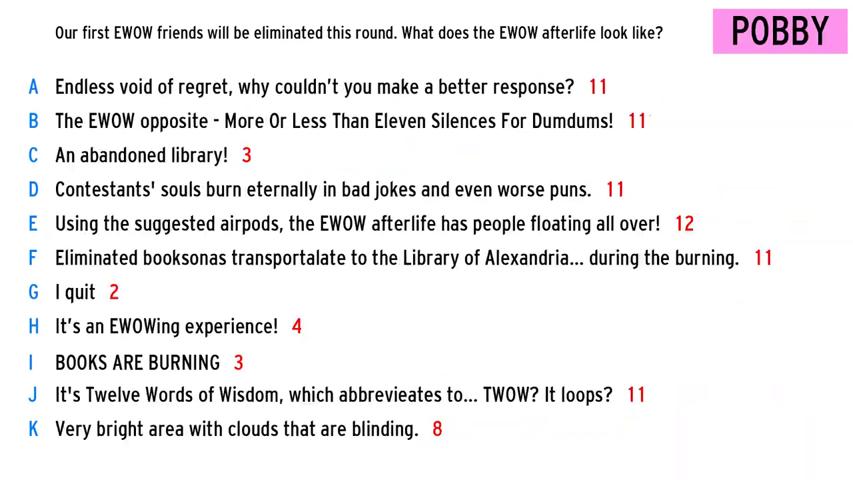 Our first EWOW friends will be eliminated this round. What does the EWOW afterlife look like?
POBBY
A Endless void of regret, why couldn't you make a better response? 11
B The EWOW opposite - More Or Less Than Eleven Silences For Dumdums! 11
C An abandoned library! 3
D Contestants' souls burn eternally in bad jokes and even worse puns. 11
E Using the suggested airpods, the EWOW afterlife has people floating all over! 12
F Eliminated booksonas transportalate to the Library of Alexandria... during the burning. 11
G I quit 2
H It's an EWOWing experience! 4
I BOOKS ARE BURNING 3
J It's Twelve Words of Wisdom, which abbrevieates to... TWOW? It loops? 11
K Very bright area with clouds that are blinding. 8